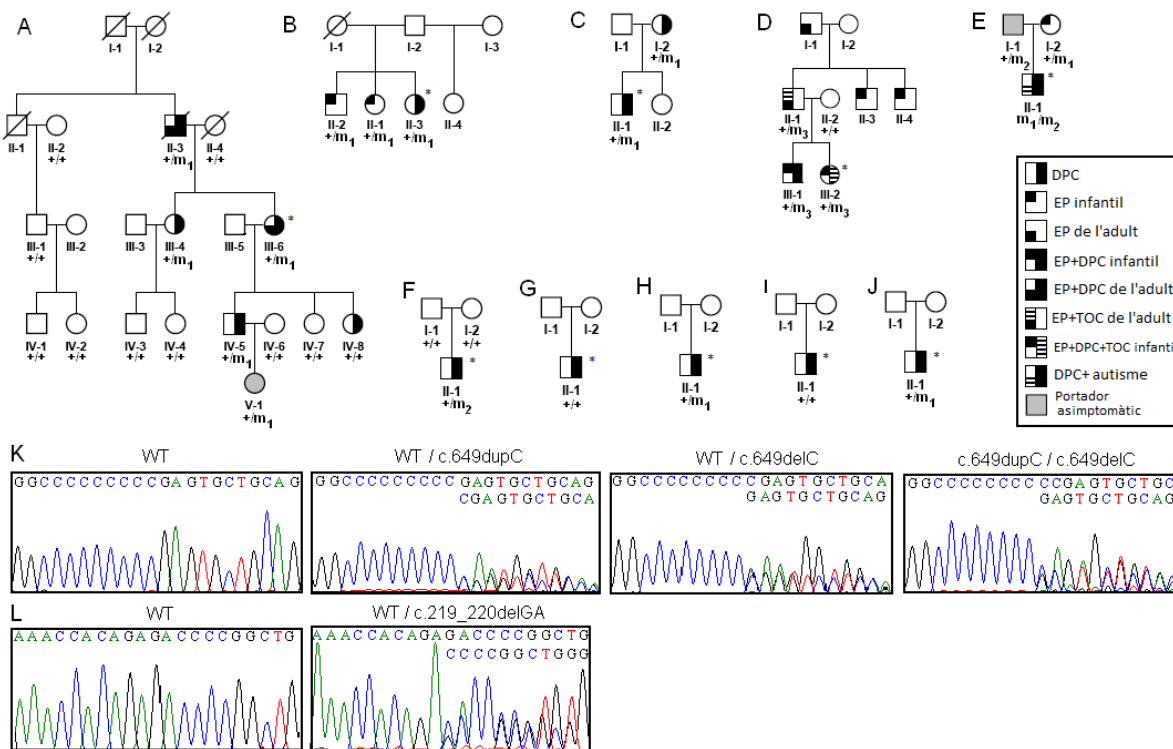 A
I-1 I-2
II-1 II-2 II-3 II-4
+/+ +/m1 +/+
III-1 III-2 III-3 III-4 III-5 III-6 *
+/+ +/m1 +/m1
IV-1 IV-2 IV-3 IV-4 IV-5 IV-6 IV-7 IV-8
+/+ +/+ +/+ +/+ +/m1 +/+ +/+ +/+
V-1
+/m1
B
I-1 I-2 I-3
*
II-2 II-1 II-3 II-4
+/m1 +/m1 +/m1
C
I-1 I-2
+/m1
*
II-1 II-2
+/m1
D
I-1 I-2
II-1 II-2 II-3 II-4
+/m3 +/+
*
III-1 III-2
+/m3 +/m3
E
I-1 I-2
+/m2 +/m1
*
II-1
m1/m2
DPC
EP infantil
EP de l'adult
EP+DPC infantil
EP+DPC de l'adult
EP+TOC de l'adult
EP+DPC+TOC infanti
DPC+ autisme
Portador
asimptomàtic
F
I-1 I-2
+/+ +/+
*
II-1
+/m2
G
I-1 I-2
*
II-1
+/+
H
I-1 I-2
*
II-1
+/m1
I
I-1 I-2
*
II-1
+/+
J
I-1 I-2
*
II-1
+/m1
K
WT
GGCCCCCCCCCGAGTGCTGCAG
WT / c.649dupC
GGCCCCCCCCCGAGTGCTGCAG
CGAGTGCTGCA
WT / c.649delC
GGCCCCCCCCCGAGTGCTGCA
GAGTGCTGCAG
c.649dupC / c.649delC
GGCCCCCCCCCCGAGTGCTGC
GAGTGCTGCAG
L
WT
AAACCACAGAGACCCCGGCTG
WT / c.219_220delGA
AAACCACAGAGACCCCGGCTG
CCCCGGCTGGG